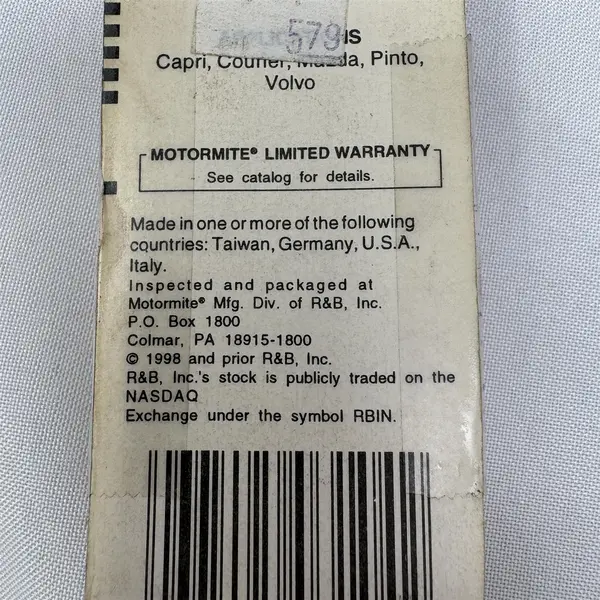 579
Capri, Courier, Mazda, Pinto,
Volvo
MOTORMITE® LIMITED WARRANTY
See catalog for details.
Made in one or more of the following
countries: Taiwan, Germany, U.S.A.,
Italy.
Inspected and packaged at
Motormite® Mfg. Div. of R&B, Inc.
P.O. Box 1800
Colmar, PA 18915-1800
© 1998 and prior R&B, Inc.
R&B, Inc.'s stock is publicly traded on the
NASDAQ
Exchange under the symbol RBIN.